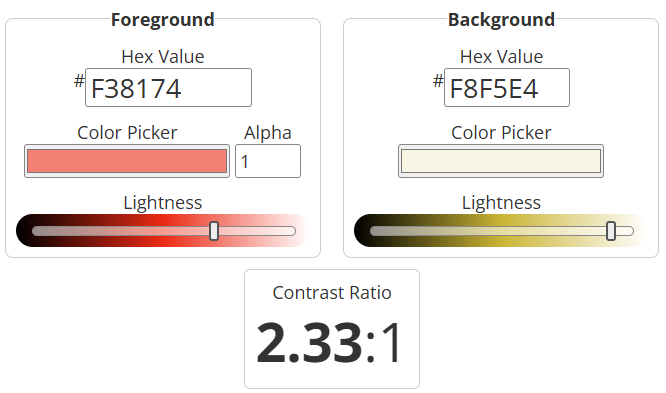 Foreground
Hex Value
#F38174
Color Picker
Alpha
1
Lightness
Background
Hex Value
#F8F5E4
Color Picker
Lightness
Contrast Ratio
2.33:1